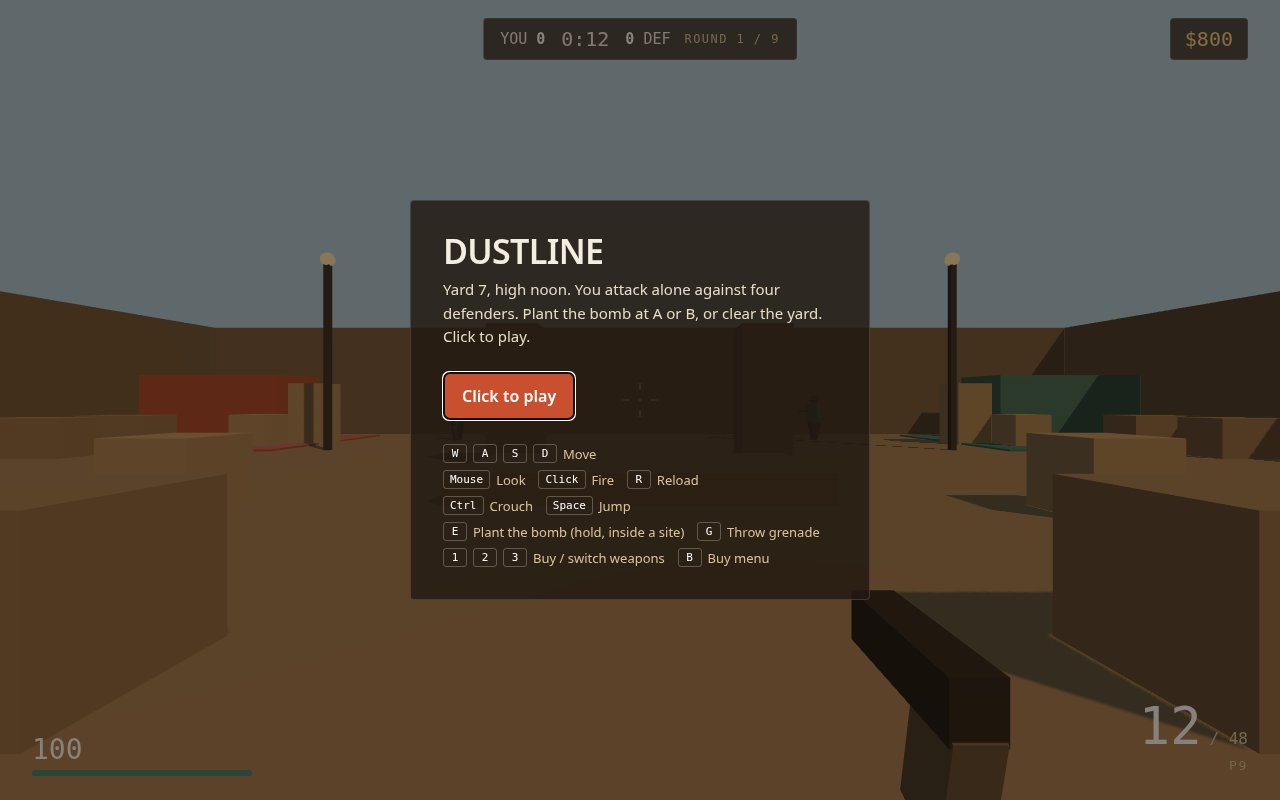 YOU 0 0:12 0 DEF ROUND 1 / 9
$800
DUSTLINE
Yard 7, high noon. You attack alone against four
defenders. Plant the bomb at A or B, or clear the yard.
Click to play.
Click to play
W A S D Move
Mouse Look Click Fire R Reload
Ctrl Crouch Space Jump
E Plant the bomb (hold, inside a site) G Throw grenade
1 2 3 Buy / switch weapons B Buy menu
100
12 / 48
P9